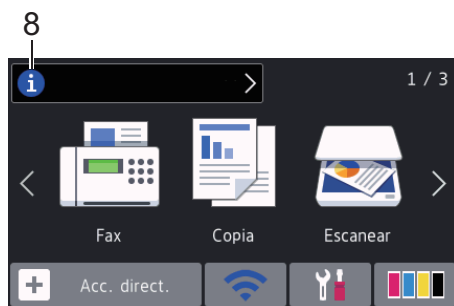 8
i
1 / 3
Fax Copia Escanear
+ Acc. direct.